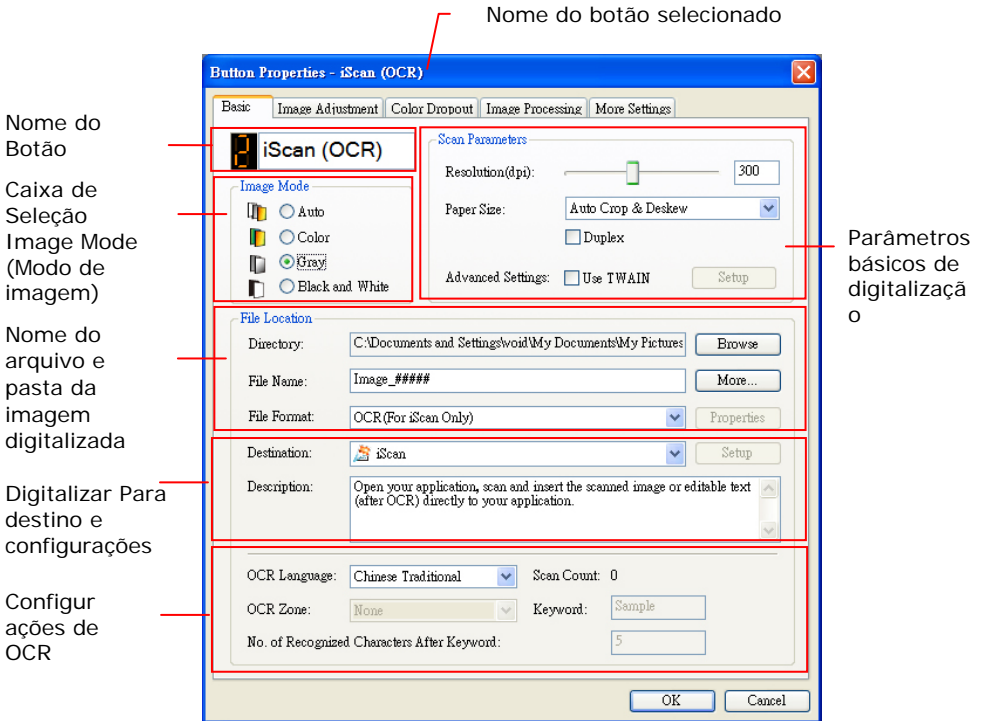 Nome do botão selecionado
Button Properties - iScan (OCR)
Basic Image Adjustment Color Dropout Image Processing More Settings
Nome do
Botão
2 iScan (OCR)
Caixa de
Seleção
Image Mode
(Modo de
imagem)
Image Mode
Auto
Color
Gray
Black and White
Scan Parameters
Resolution(dpi): 300
Paper Size: Auto Crop & Deskew
Duplex
Advanced Settings: Use TWAIN Setup
Parâmetros
básicos de
digitalizaçã
o
Nome do
arquivo e
pasta da
imagem
digitalizada
File Location
Directory: C:\Documents and Settings\void\My Documents\My Pictures Browse
File Name: Image_##### More...
File Format: OCR(For iScan Only) Properties
Digitalizar Para
destino e
configurações
Destination: iScan Setup
Description: Open your application, scan and insert the scanned image or editable text
(after OCR) directly to your application.
Configur
ações de
OCR
OCR Language: Chinese Traditional Scan Count: 0
OCR Zone: None Keyword: Sample
No. of Recognized Characters After Keyword: 5
OK Cancel